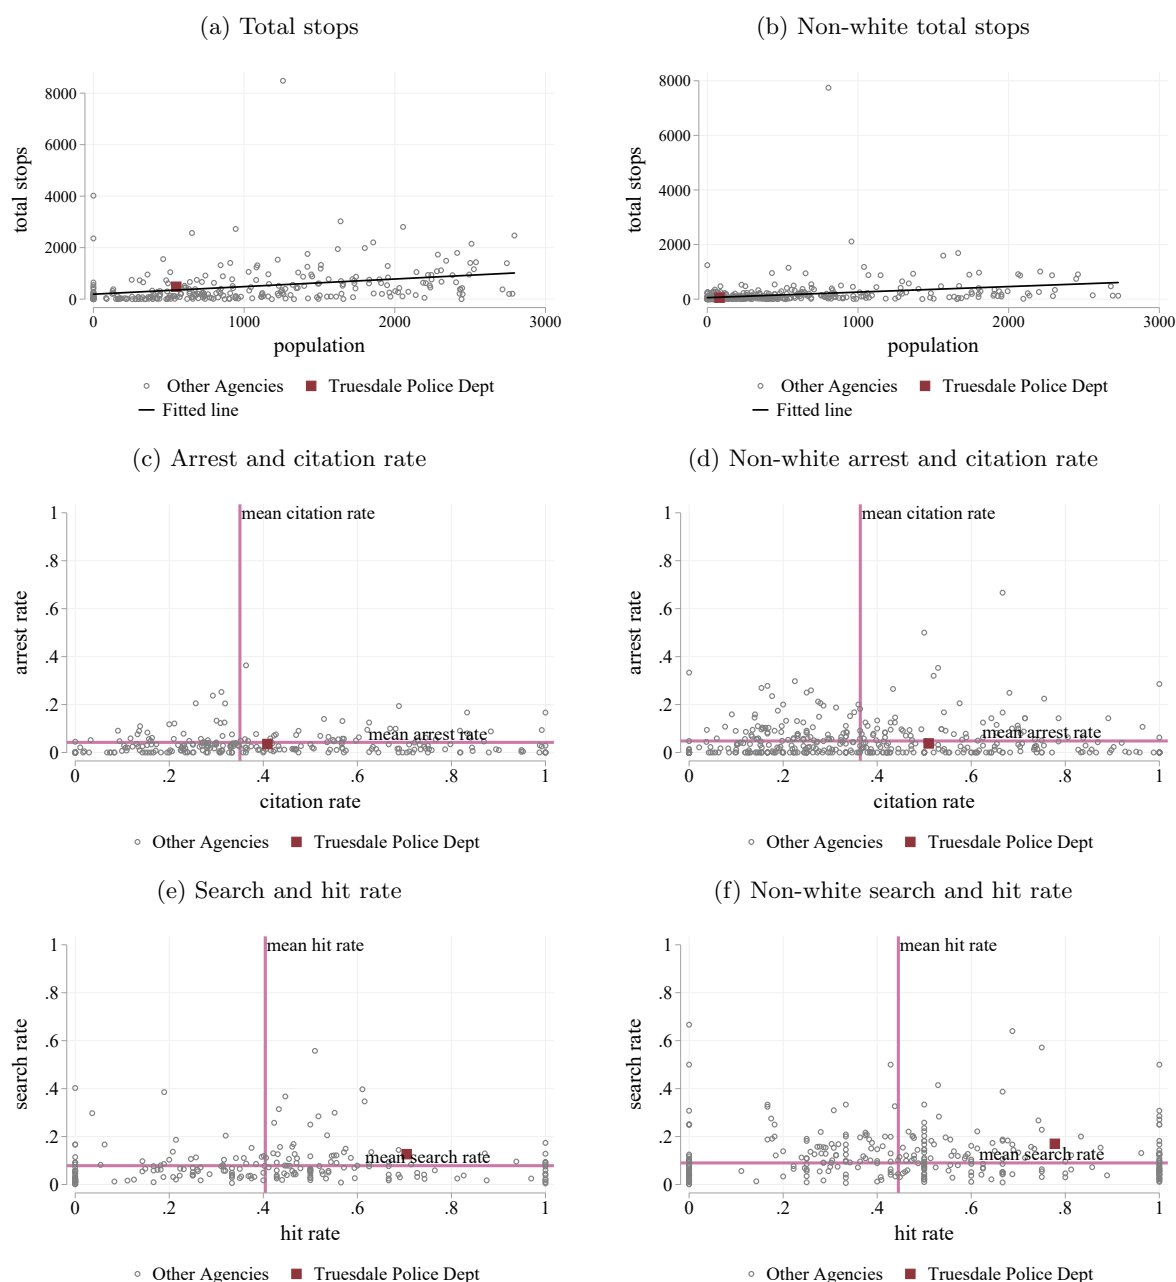 (a) Total stops
(b) Non-white total stops
total stops
8000
6000
4000
2000
0
0 1000 2000 3000
population
Other Agencies Truesdale Police Dept
Fitted line
total stops
8000
6000
4000
2000
0
0 1000 2000 3000
population
Other Agencies Truesdale Police Dept
Fitted line
(c) Arrest and citation rate
(d) Non-white arrest and citation rate
arrest rate
1
.8
.6
.4
.2
0
mean citation rate
mean arrest rate
0 .2 .4 .6 .8 1
citation rate
Other Agencies Truesdale Police Dept
arrest rate
1
.8
.6
.4
.2
0
mean citation rate
mean arrest rate
0 .2 .4 .6 .8 1
citation rate
Other Agencies Truesdale Police Dept
(e) Search and hit rate
(f) Non-white search and hit rate
search rate
1
.8
.6
.4
.2
0
mean hit rate
mean search rate
0 .2 .4 .6 .8 1
hit rate
Other Agencies Truesdale Police Dept
search rate
1
.8
.6
.4
.2
0
mean hit rate
mean search rate
0 .2 .4 .6 .8 1
hit rate
Other Agencies Truesdale Police Dept